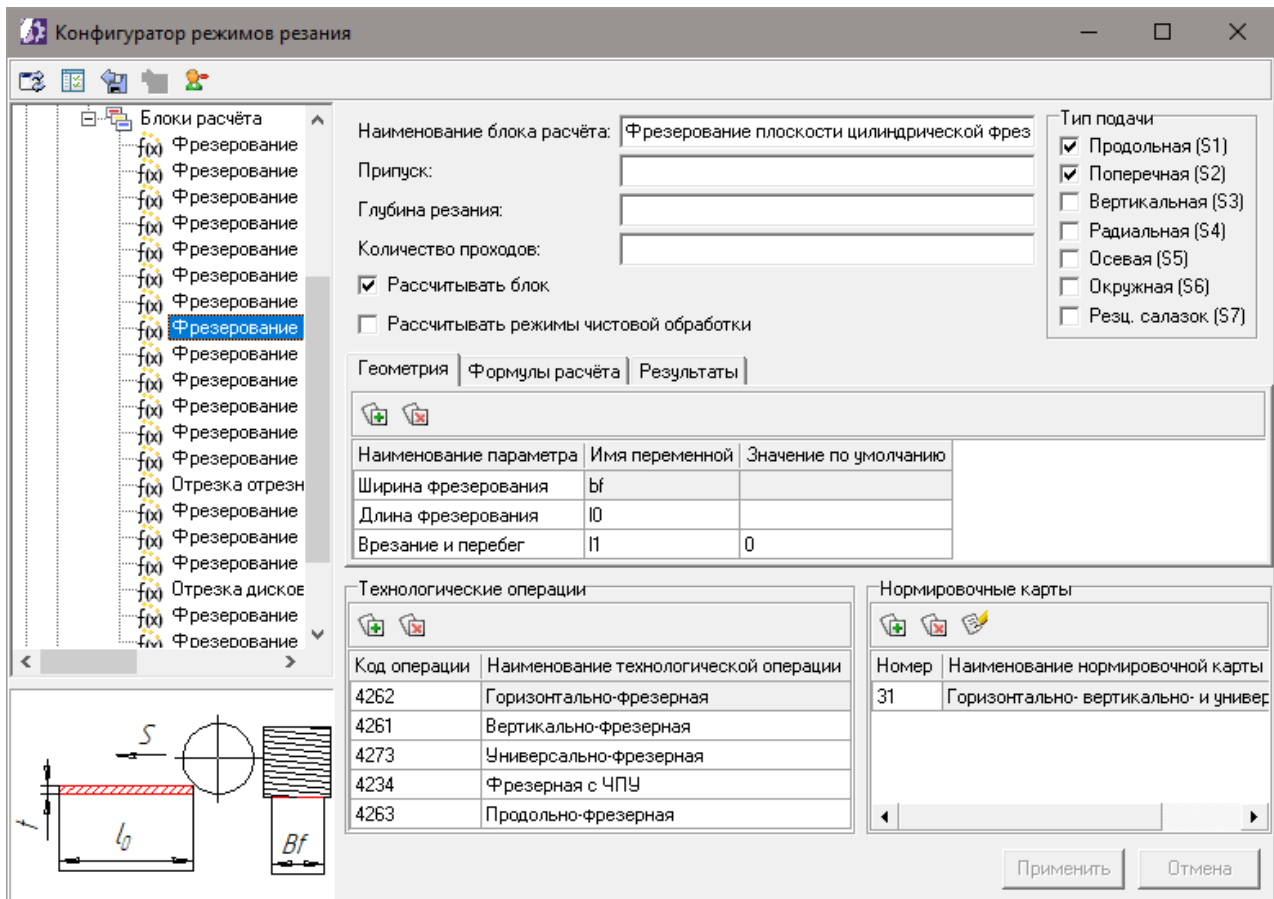 Конфигуратор режимов резания
Блоки расчёта
Фрезерование
Фрезерование
Фрезерование
Фрезерование
Фрезерование
Фрезерование
Фрезерование
Фрезерование
Фрезерование
Фрезерование
Фрезерование
Фрезерование
Фрезерование
Отрезка отрезн
Фрезерование
Фрезерование
Фрезерование
Отрезка дисков
Фрезерование
Фрезерование
Наименование блока расчёта: Фрезерование плоскости цилиндрической фрез
Припуск:
Глубина резания:
Количество проходов:
Рассчитывать блок
Рассчитывать режимы чистовой обработки
Тип подачи
Продольная (S1)
Поперечная (S2)
Вертикальная (S3)
Радиальная (S4)
Осевая (S5)
Окружная (S6)
Резц. салазок (S7)
Геометрия Формулы расчёта Результаты
Наименование параметра Имя переменной Значение по умолчанию
Ширина фрезерования bf
Длина фрезерования l0
Врезание и перебег l1 0
Технологические операции
Код операции Наименование технологической операции
4262 Горизонтально-фрезерная
4261 Вертикально-фрезерная
4273 Универсально-фрезерная
4234 Фрезерная с ЧПУ
4263 Продольно-фрезерная
Нормировочные карты
Номер Наименование нормировочной карты
31 Горизонтально- вертикально- и универ
S
t
l0
Bf
Применить Отмена